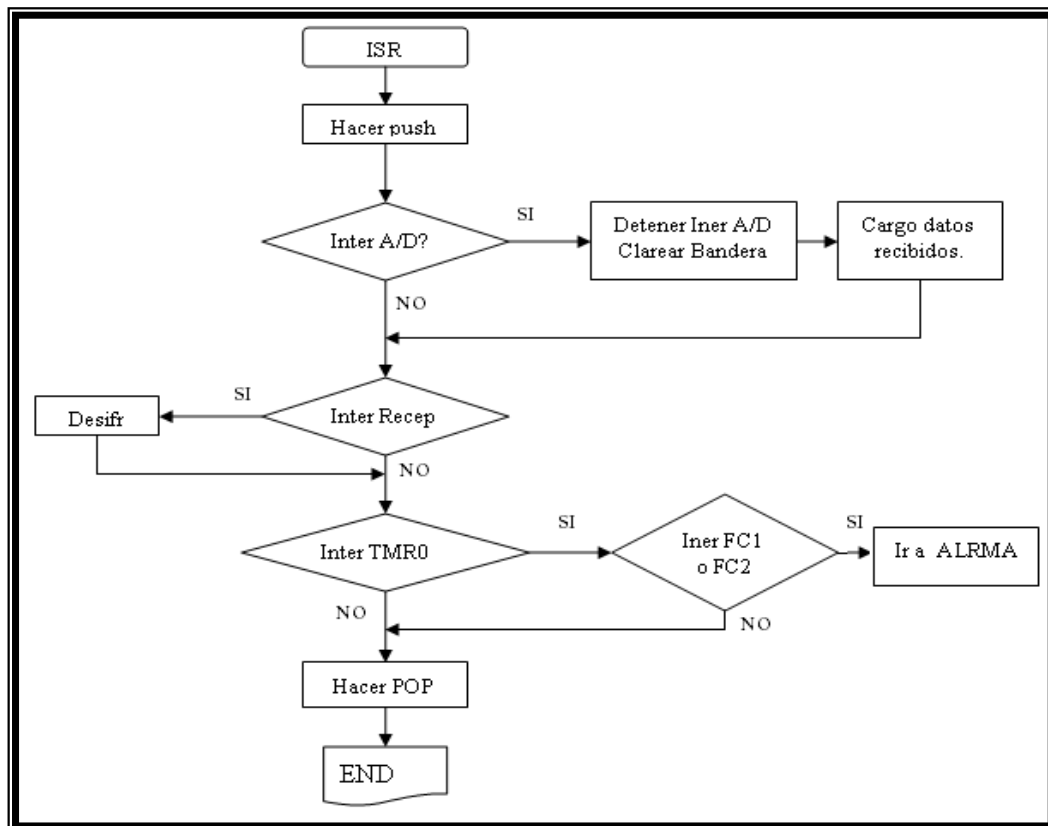 ISR
Hacer push
Inter A/D?
SI
Detener Iner A/D
Clarear Bandera
Cargo datos
recibidos.
NO
Inter Recep
SI
Desifr
NO
Inter TMR0
SI
Iner FC1
o FC2
SI
Ir a ALRMA
NO
NO
Hacer POP
END